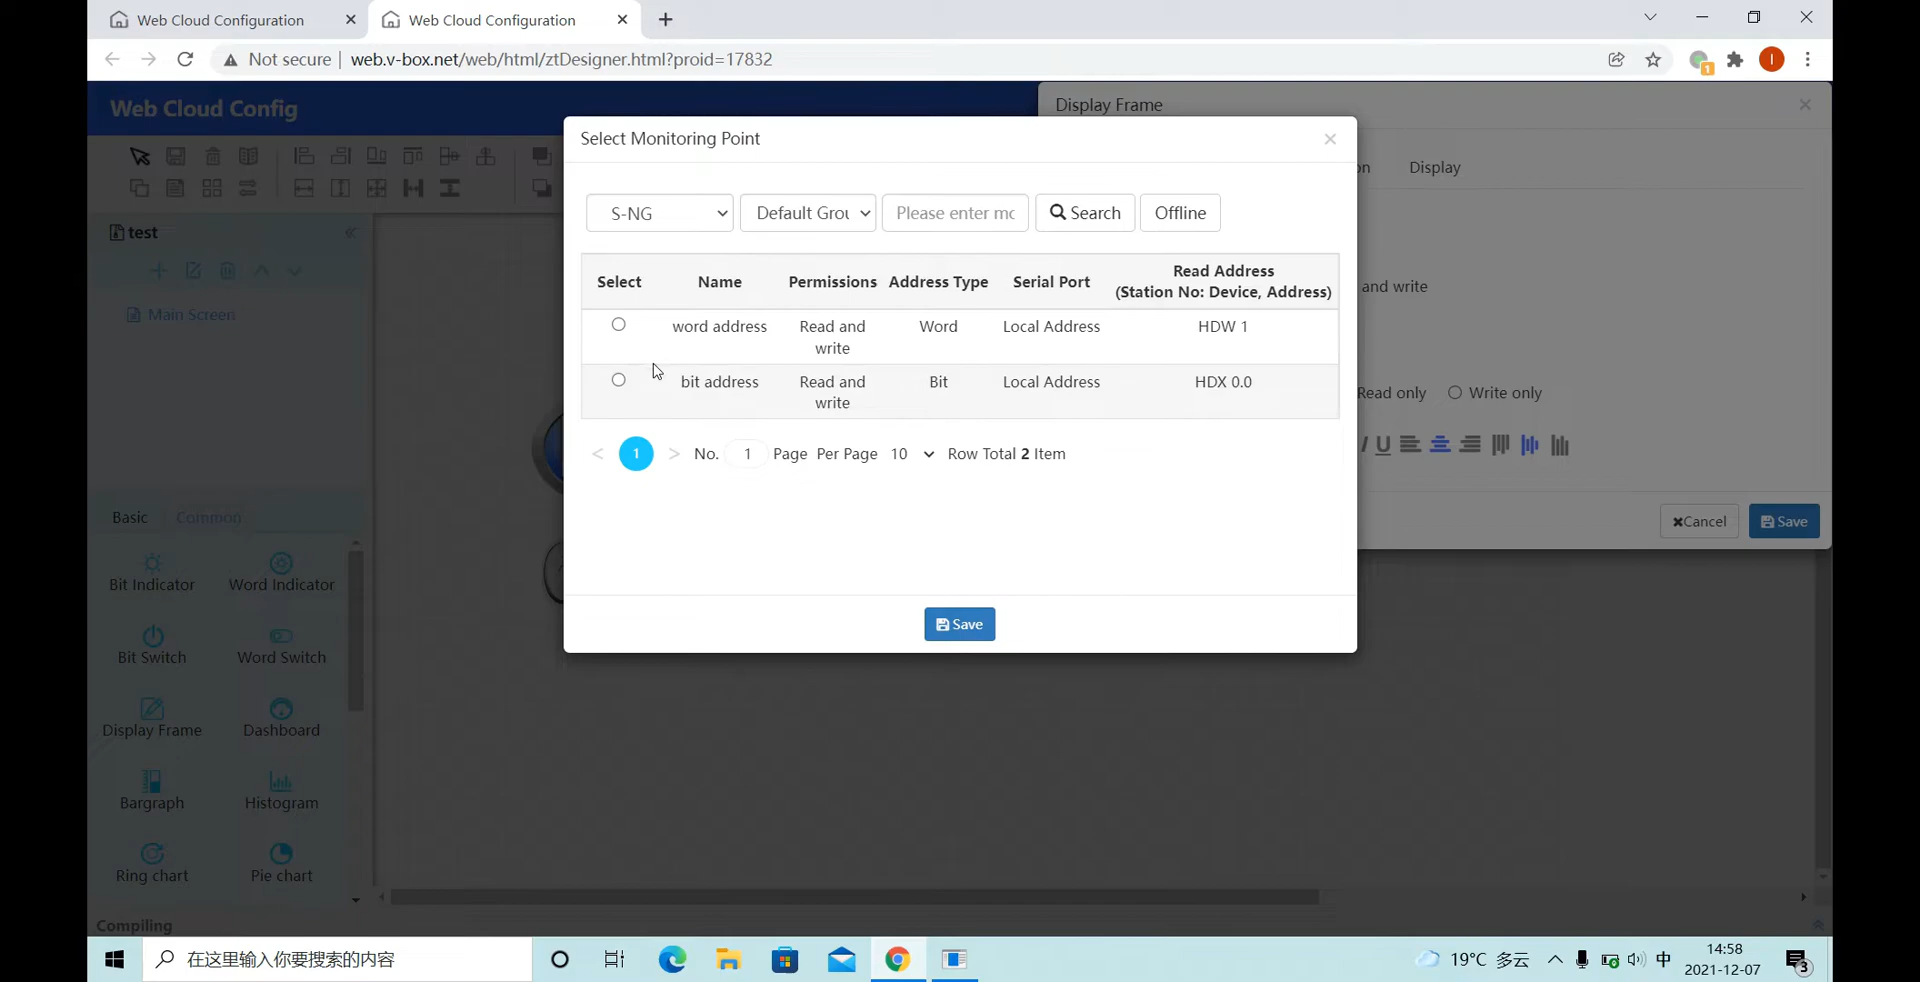 Web Cloud Configuration
Web Cloud Configuration
Not secure | web.v-box.net/web/html/ztDesigner.html?proid=17832
Web Cloud Config
Display Frame
Select Monitoring Point
on Display
S-NG Default Grou Please enter mc Search Offline
test
Select Name Permissions Address Type Serial Port Read Address
(Station No: Device, Address)
and write
Main Screen
word address Read and Word Local Address HDW 1
write
bit address Read and Bit Local Address HDX 0.0
write
Read only Write only
I U
< 1 > No. 1 Page Per Page 10 Row Total 2 Item
Basic Common
Cancel Save
Bit Indicator Word Indicator
Save
Bit Switch Word Switch
Display Frame Dashboard
Bargraph Histogram
Ring chart Pie chart
Compiling
在这里输入你要搜索的内容
19°C 多云 中 14:58
2021-12-07
3
1
I